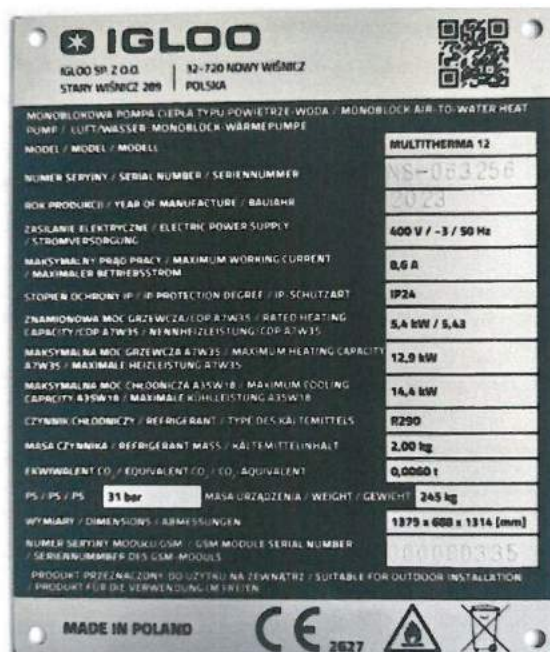 IGLOO
IGLOO SP. Z O.O.
STARY WIŚNICZ 289
32-720 NOWY WIŚNICZ
POLSKA
MONOBLOKOWA POMPA CIEPŁA TYPU POWIETRZE-WODA / MONOBLOCK AIR-TO-WATER HEAT
PUMP / LUFT/WASSER-MONOBLOCK-WÄRMEPUMPE
MODEL / MODEL / MODELL MULTITHERMA 12
NUMER SERYJNY / SERIAL NUMBER / SERIENNUMMER NS-063256
ROK PRODUKCJI / YEAR OF MANUFACTURE / BAUJAHR 2023
ZASILANIE ELEKTRYCZNE / ELECTRIC POWER SUPPLY
/ STROMVERSORGUNG 400 V / ~3 / 50 Hz
MAKSYMALNY PRĄD PRACY / MAXIMUM WORKING CURRENT
/ MAXIMALER BETRIEBSSTROM 8,6 A
STOPIEŃ OCHRONY IP / IP PROTECTION DEGREE / IP-SCHUTZART IP24
ZNAMIONOWA MOC GRZEWCZA/COP A7W35 / RATED HEATING
CAPACITY/COP A7W35 / NENNHEIZLEISTUNG/COP A7W35 5,4 kW / 5,43
MAKSYMALNA MOC GRZEWCZA A7W35 / MAXIMUM HEATING CAPACITY
A7W35 / MAXIMALE HEIZLEISTUNG A7W35 12,9 kW
MAKSYMALNA MOC CHŁODNICZA A35W18 / MAXIMUM COOLING
CAPACITY A35W18 / MAXIMALE KÜHLLEISTUNG A35W18 14,4 kW
CZYNNIK CHŁODNICZY / REFRIGERANT / TYPE DES KÄLTEMITTELS R290
MASA CZYNNIKA / REFRIGERANT MASS / KÄLTEMITTELINHALT 2,00 kg
EKWIWALENT CO₂ / EQUIVALENT CO₂ / CO₂-ÄQUIVALENT 0,0060 t
PS / PS / PS 31 bar MASA URZĄDZENIA / WEIGHT / GEWICHT 245 kg
WYMIARY / DIMENSIONS / ABMESSUNGEN 1379 x 688 x 1314 [mm]
NUMER SERYJNY MODUŁU GSM / GSM MODULE SERIAL NUMBER
/ SERIENNUMMBER DES GSM-MODULS
PRODUKT PRZEZNACZONY DO UŻYTKU NA ZEWNĄTRZ / SUITABLE FOR OUTDOOR INSTALLATION
/ PRODUKT FÜR DIE VERWENDUNG IM FREIEN
MADE IN POLAND CE 2627